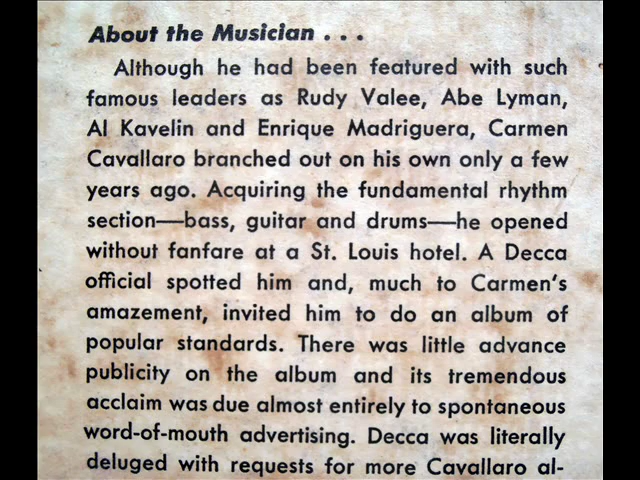 About the Musician . . .
Although he had been featured with such
famous leaders as Rudy Valee, Abe Lyman,
Al Kavelin and Enrique Madriguera, Carmen
Cavallaro branched out on his own only a few
years ago. Acquiring the fundamental rhythm
section—bass, guitar and drums—he opened
without fanfare at a St. Louis hotel. A Decca
official spotted him and, much to Carmen's
amazement, invited him to do an album of
popular standards. There was little advance
publicity on the album and its tremendous
acclaim was due almost entirely to spontaneous
word-of-mouth advertising. Decca was literally
deluged with requests for more Cavallaro al-